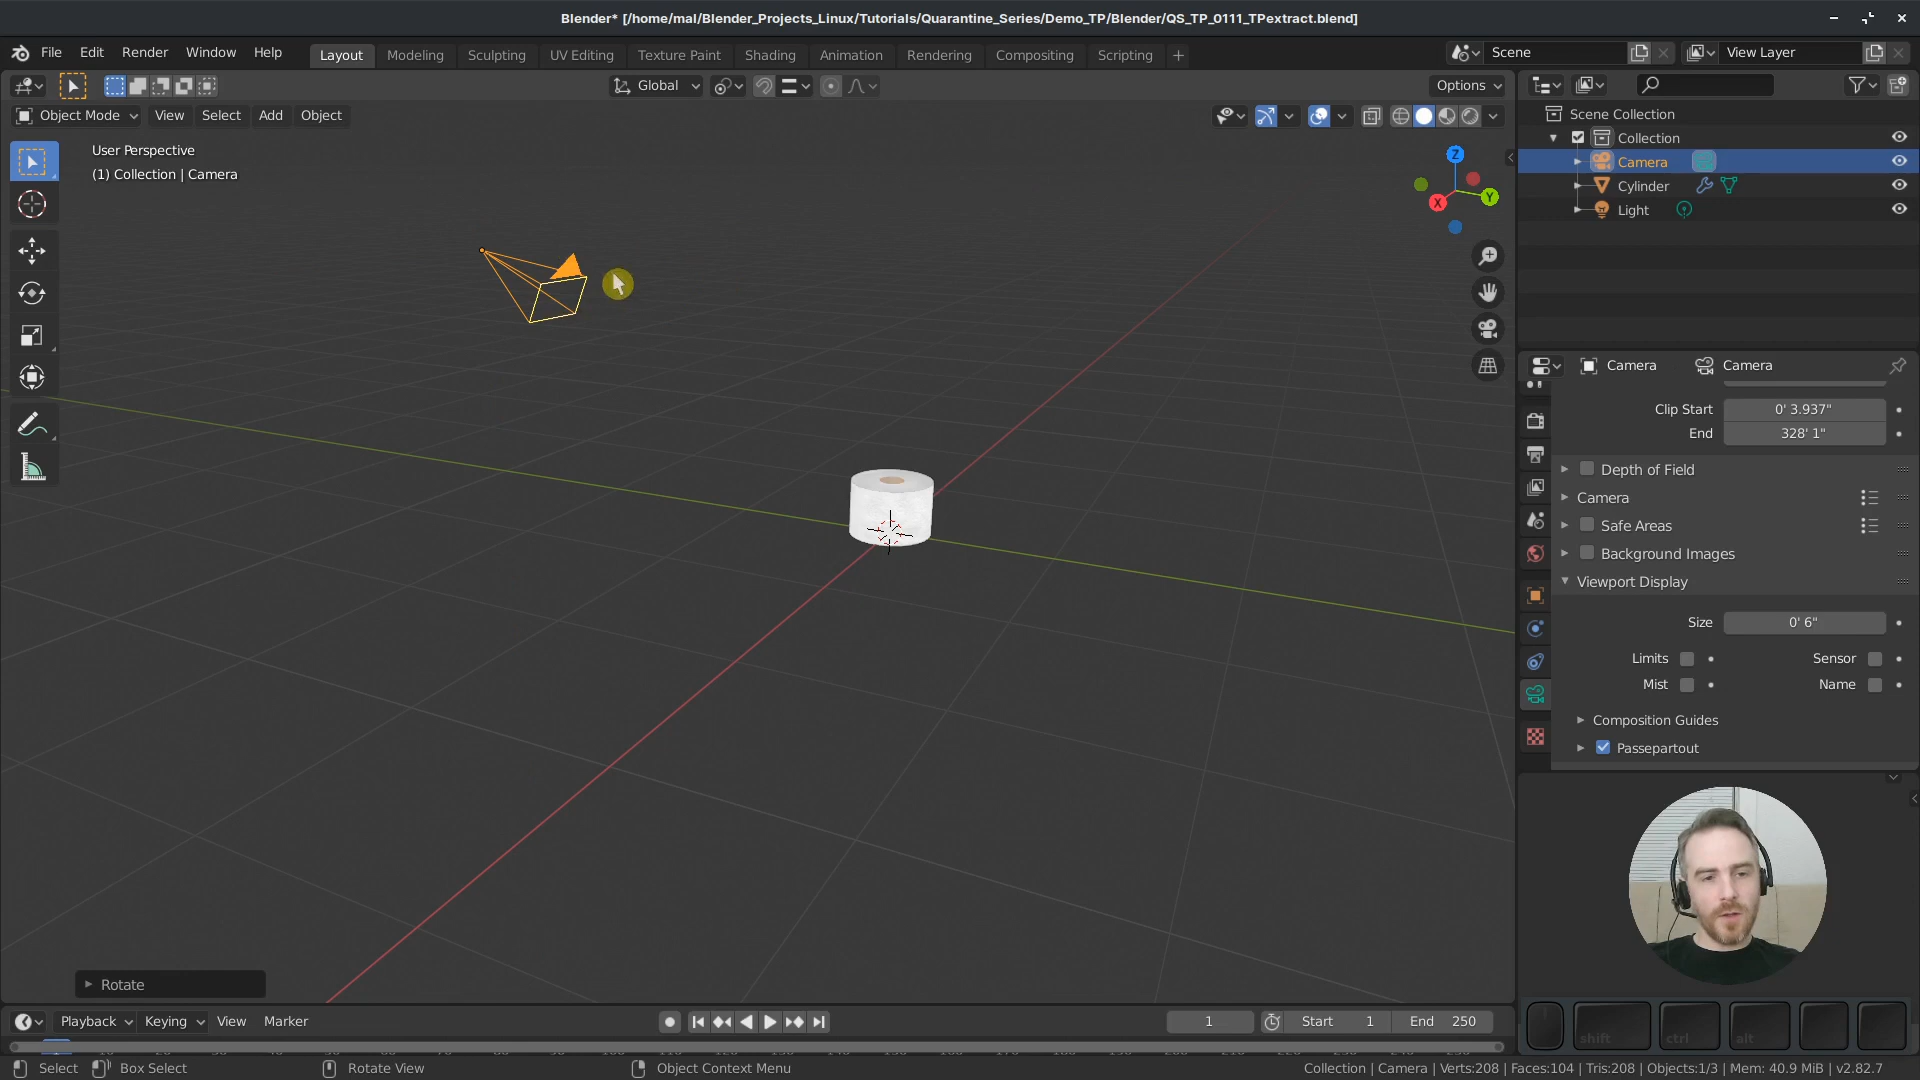 Blender* [/home/mal/Blender_Projects_Linux/Tutorials/Quarantine_Series/Demo_TP/Blender/QS_TP_0111_TPextract.blend]
File Edit Render Window Help Layout Modeling Sculpting UV Editing Texture Paint Shading Animation Rendering Compositing Scripting + Scene View Layer
Global Options
Object Mode View Select Add Object
User Perspective
(1) Collection | Camera
Z
Y
X
Scene Collection
Collection
Camera
Cylinder
Light
Camera Camera
Clip Start 0' 3.937"
End 328' 1"
Depth of Field
Camera
Safe Areas
Background Images
Viewport Display
Size 0' 6"
Limits Sensor
Mist Name
Composition Guides
Passepartout
Rotate
Playback Keying View Marker 1 Start 1 End 250
shift ctrl alt
Select Box Select Rotate View Object Context Menu Collection | Camera | Verts:208 | Faces:104 | Tris:208 | Objects:1/3 | Mem: 40.9 MiB | v2.82.7